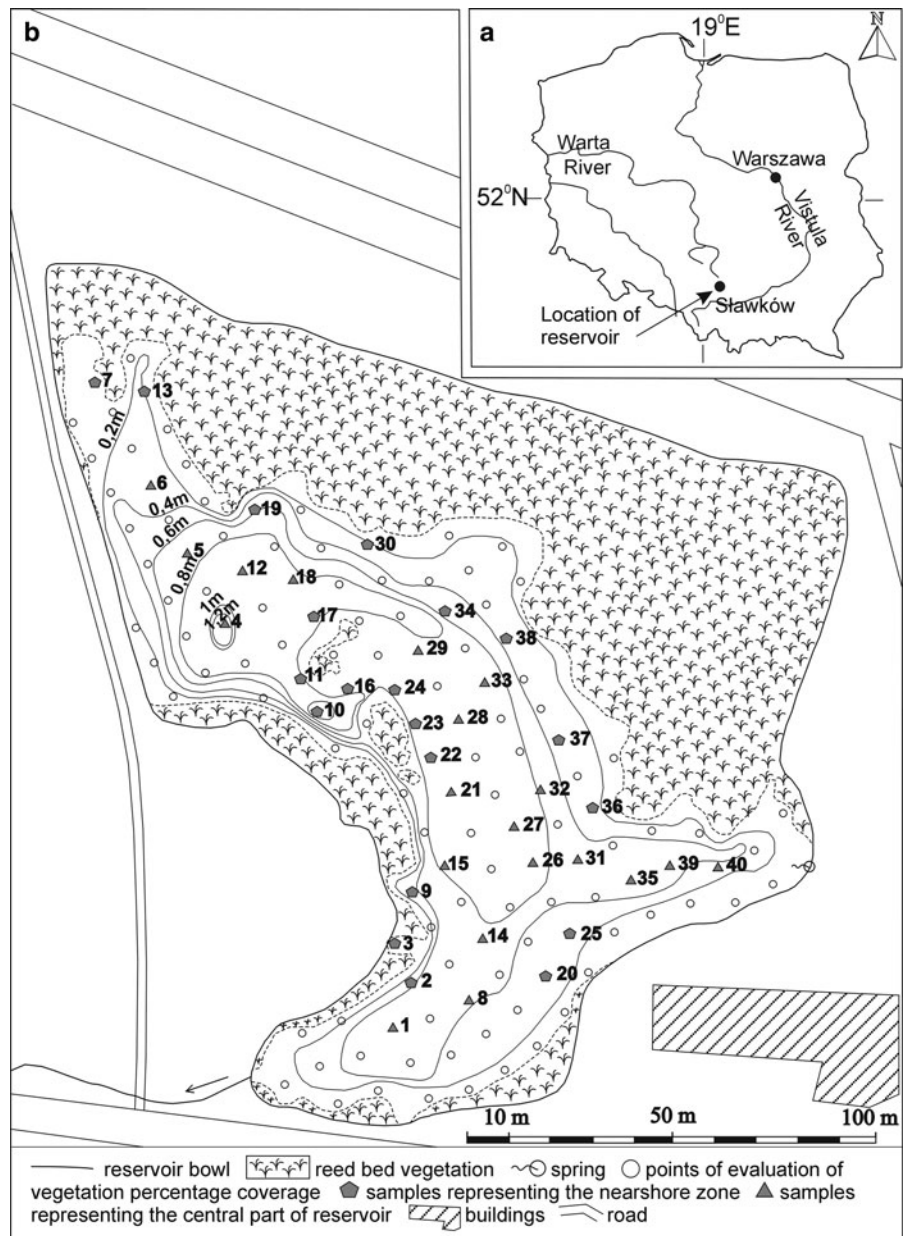 b
a
19⁰E
N
Warta
River
Warszawa
52⁰N
Vistula
River
Sławków
Location of
reservoir
7
13
0,2m
6
0,4m
19
0,6m
5
30
0,8m
12
18
1m
4
17
34
38
29
11
16
24
33
10
23
28
37
22
21
32
36
27
15
26
31
39
40
35
9
3
14
25
2
20
8
1
10 m
50 m
100 m
reservoir bowl
reed bed vegetation
spring
points of evaluation of
vegetation percentage coverage
samples representing the nearshore zone
samples
representing the central part of reservoir
buildings
road